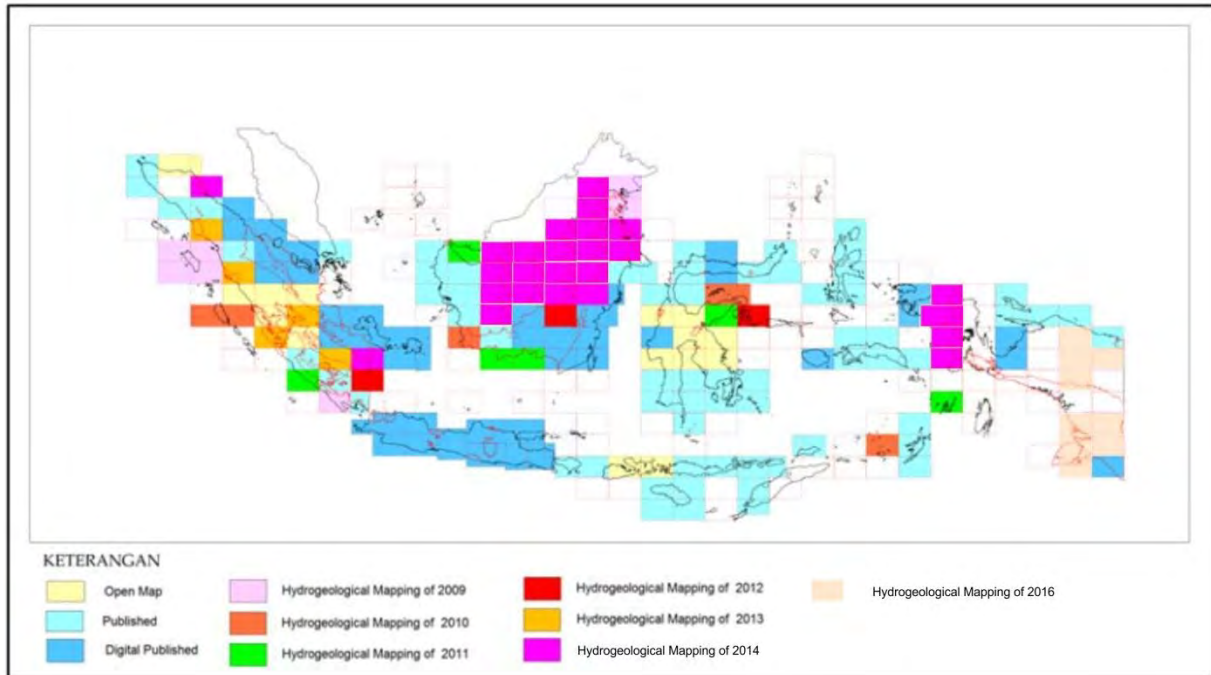 KETERANGAN
Open Map
Published
Digital Published
Hydrogeological Mapping of 2009
Hydrogeological Mapping of 2010
Hydrogeological Mapping of 2011
Hydrogeological Mapping of 2012
Hydrogeological Mapping of 2013
Hydrogeological Mapping of 2014
Hydrogeological Mapping of 2016